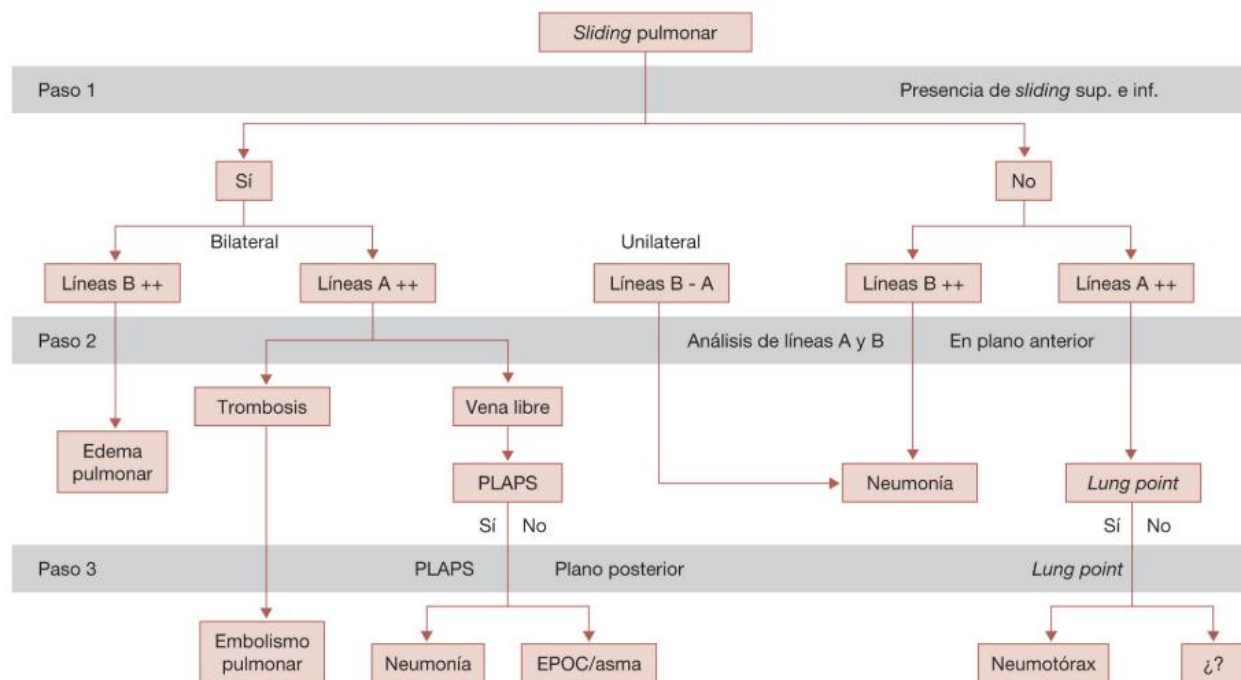 Sliding pulmonar
Paso 1
Presencia de sliding sup. e inf.
Sí
No
Bilateral
Unilateral
Líneas B ++
Líneas A ++
Líneas B - A
Líneas B ++
Líneas A ++
Paso 2
Análisis de líneas A y B
En plano anterior
Trombosis
Vena libre
Edema
pulmonar
PLAPS
Neumonía
Lung point
Sí
No
Sí
No
Paso 3
PLAPS
Plano posterior
Lung point
Embolismo
pulmonar
Neumonía
EPOC/asma
Neumotórax
¿?